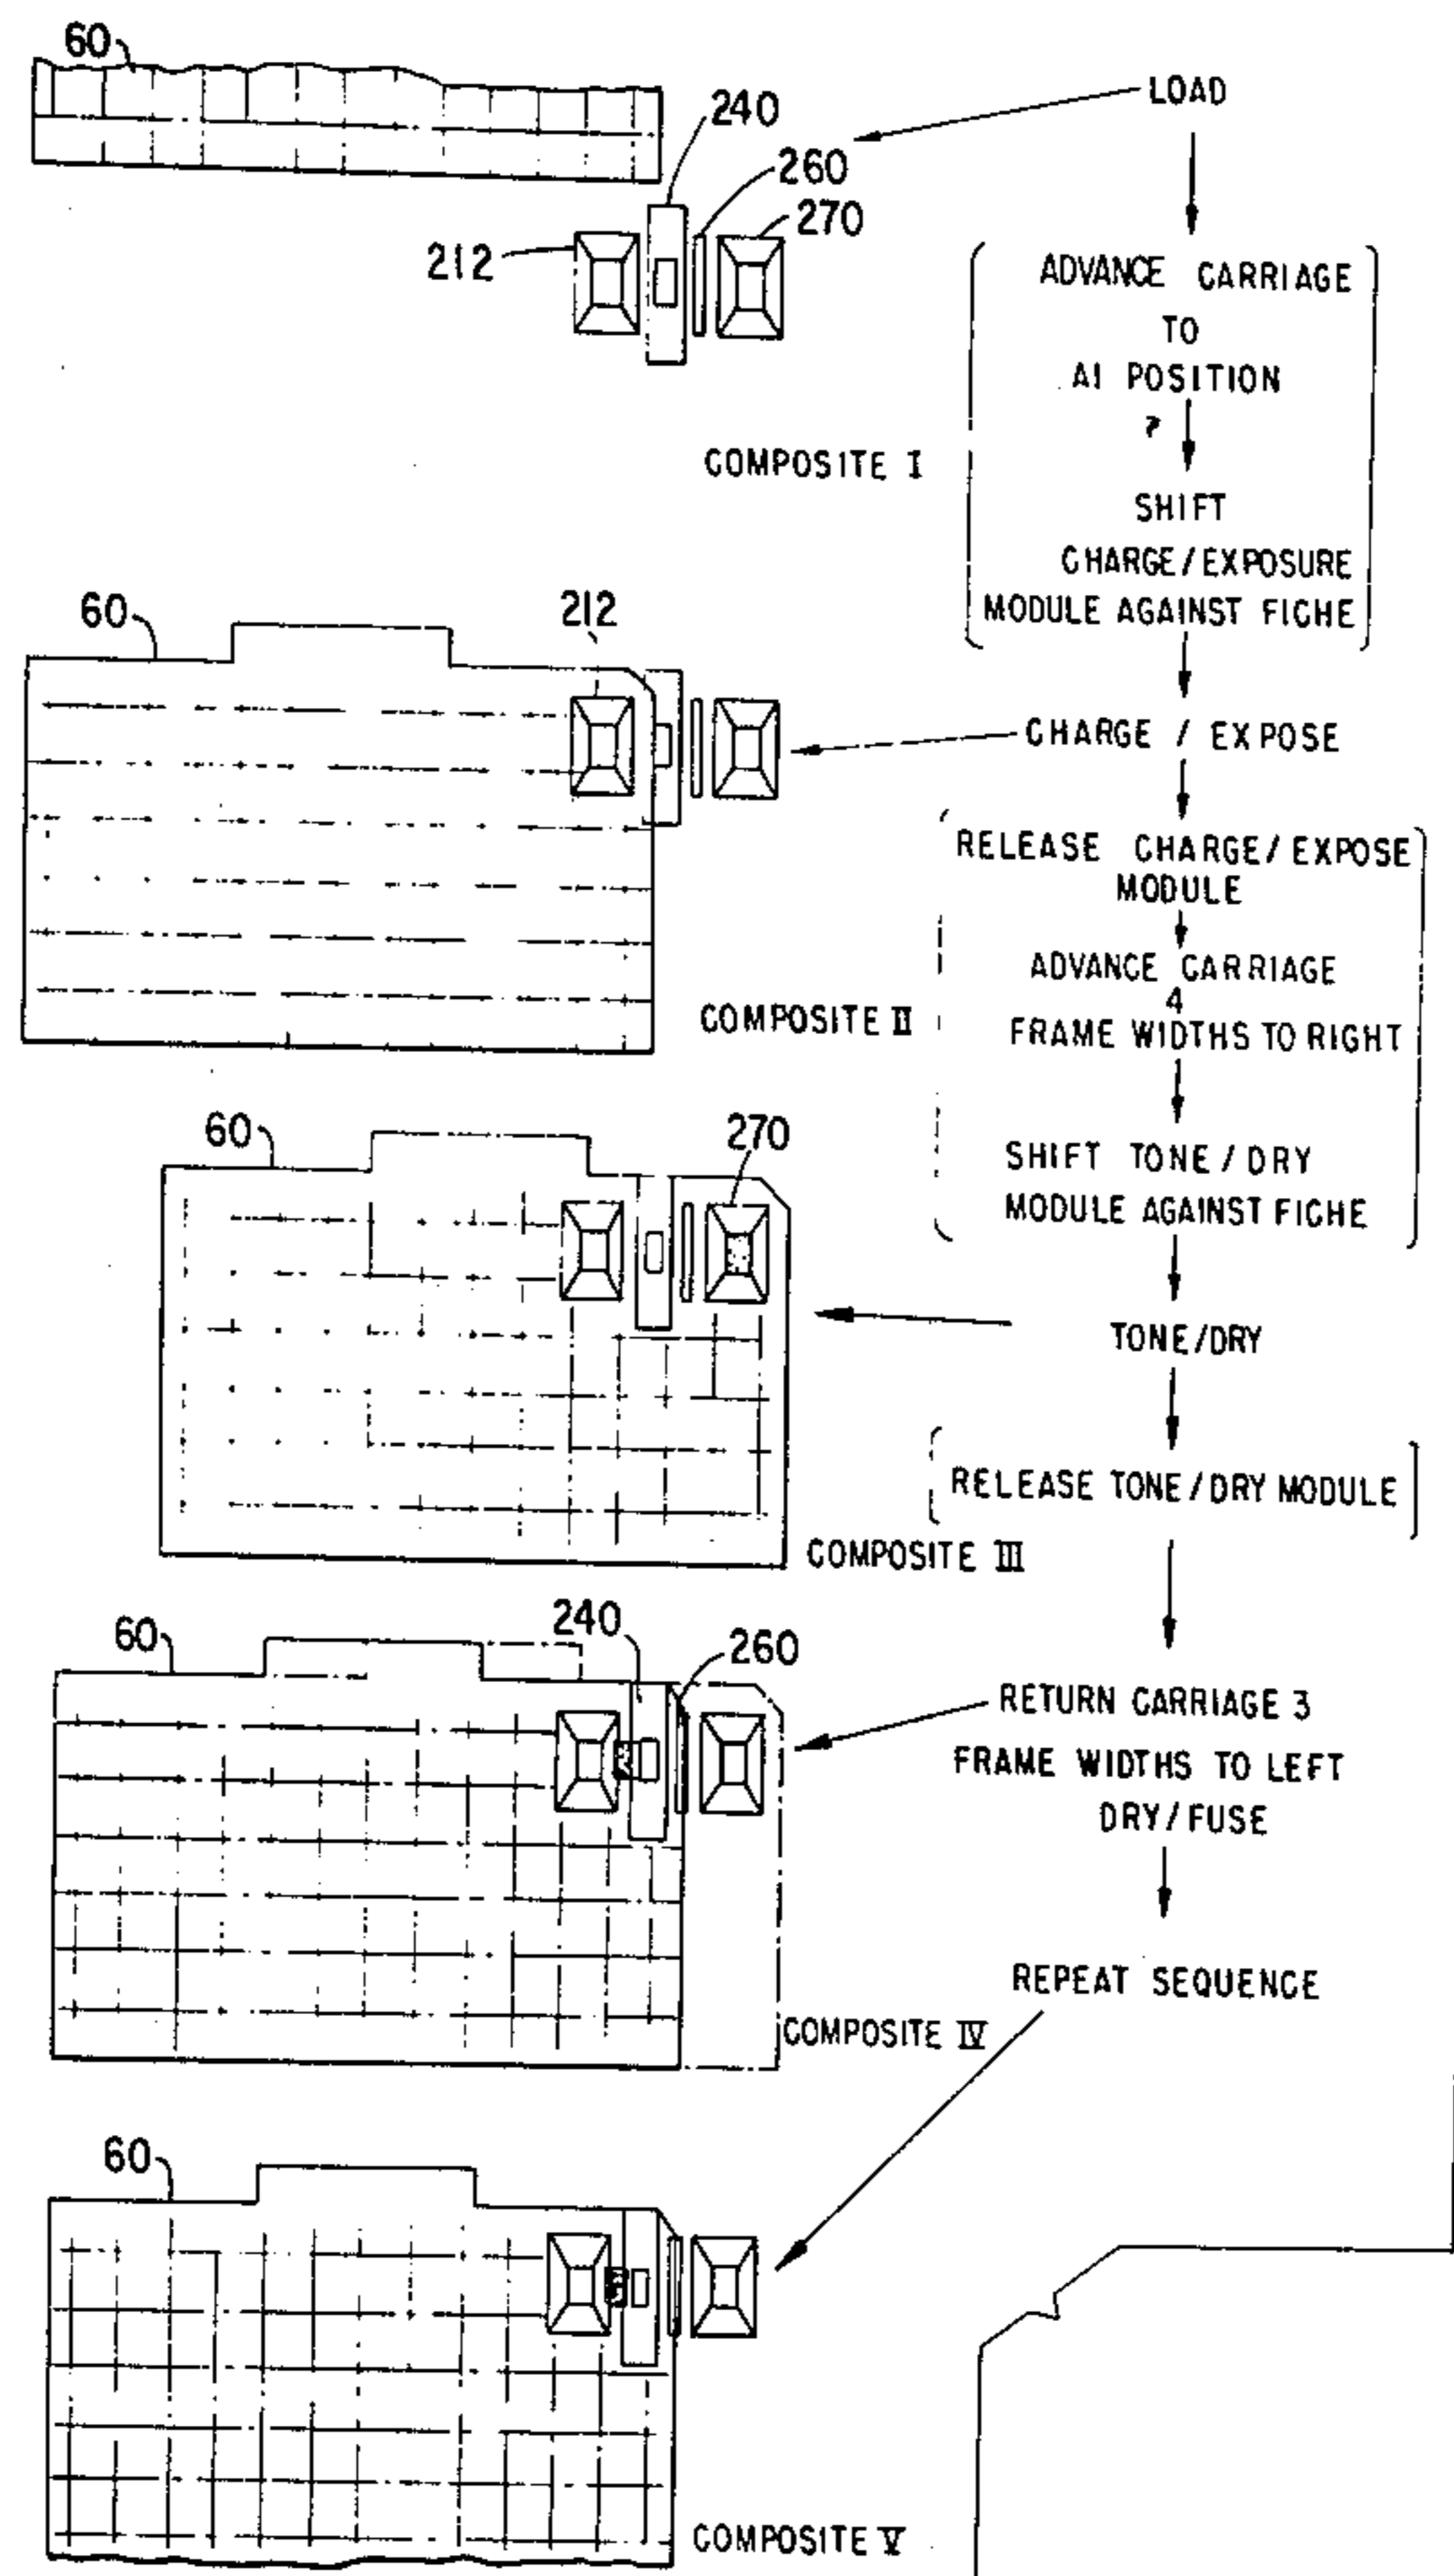 60
LOAD
240
260
270
212
ADVANCE CARRIAGE
TO
A1 POSITION
COMPOSITE I
SHIFT
CHARGE/EXPOSURE
MODULE AGAINST FICHE
60
212
CHARGE / EXPOSE
RELEASE CHARGE/EXPOSE
MODULE
ADVANCE CARRIAGE
4
FRAME WIDTHS TO RIGHT
COMPOSITE II
60
270
SHIFT TONE/DRY
MODULE AGAINST FICHE
TONE/DRY
RELEASE TONE/DRY MODULE
COMPOSITE III
60
240
260
RETURN CARRIAGE 3
FRAME WIDTHS TO LEFT
DRY/FUSE
REPEAT SEQUENCE
COMPOSITE IV
60
COMPOSITE V